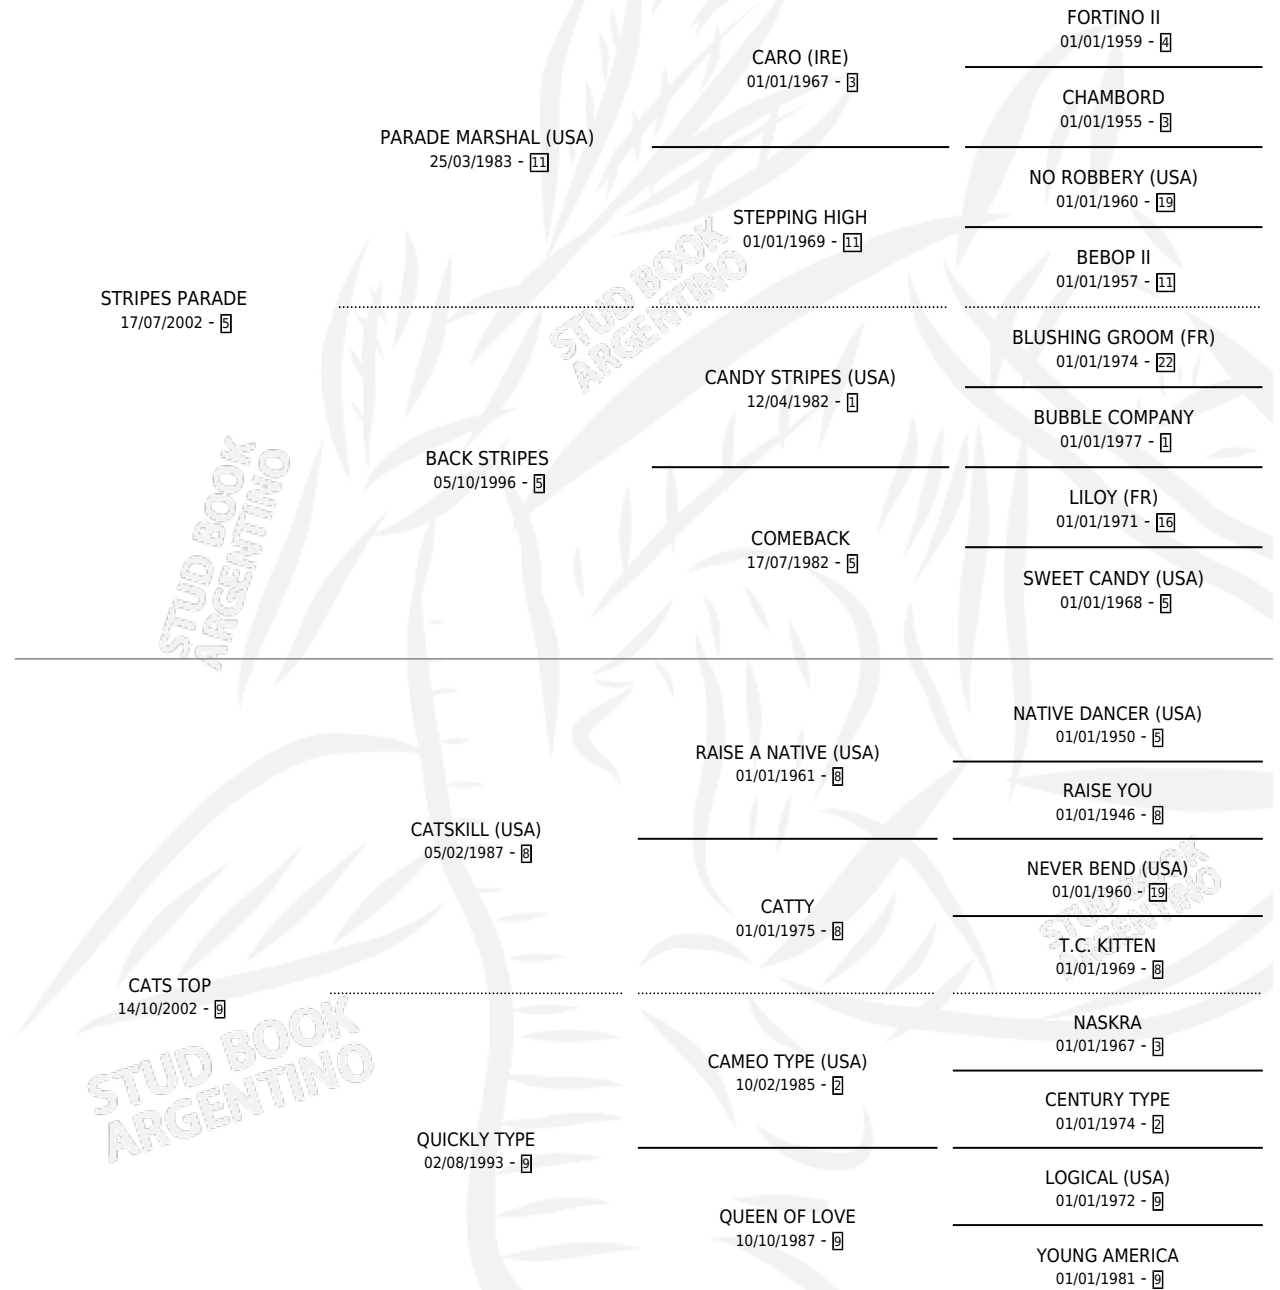 FORTINO II
01/01/1959 - 4
CARO (IRE)
01/01/1967 - 3
CHAMBORD
01/01/1955 - 3
PARADE MARSHAL (USA)
25/03/1983 - 11
NO ROBBERY (USA)
01/01/1960 - 19
STEPPING HIGH
01/01/1969 - 11
BEBOP II
01/01/1957 - 11
STRIPES PARADE
17/07/2002 - 5
STUD BOOK
ARGENTINO
BLUSHING GROOM (FR)
01/01/1974 - 22
CANDY STRIPES (USA)
12/04/1982 - 1
BUBBLE COMPANY
01/01/1977 - 1
BACK STRIPES
05/10/1996 - 5
LILOY (FR)
01/01/1971 - 16
COMEBACK
17/07/1982 - 5
SWEET CANDY (USA)
01/01/1968 - 5
STUD BOOK
ARGENTINO
NATIVE DANCER (USA)
01/01/1950 - 5
RAISE A NATIVE (USA)
01/01/1961 - 8
RAISE YOU
01/01/1946 - 8
CATSKILL (USA)
05/02/1987 - 8
NEVER BEND (USA)
01/01/1960 - 19
CATTY
01/01/1975 - 8
T.C. KITTEN
01/01/1969 - 8
STUD BOOK
ARGENTINO
CATS TOP
14/10/2002 - 9
NASKRA
01/01/1967 - 3
CAMEO TYPE (USA)
10/02/1985 - 2
CENTURY TYPE
01/01/1974 - 2
STUD BOOK
ARGENTINO
QUICKLY TYPE
02/08/1993 - 9
LOGICAL (USA)
01/01/1972 - 9
QUEEN OF LOVE
10/10/1987 - 9
YOUNG AMERICA
01/01/1981 - 9